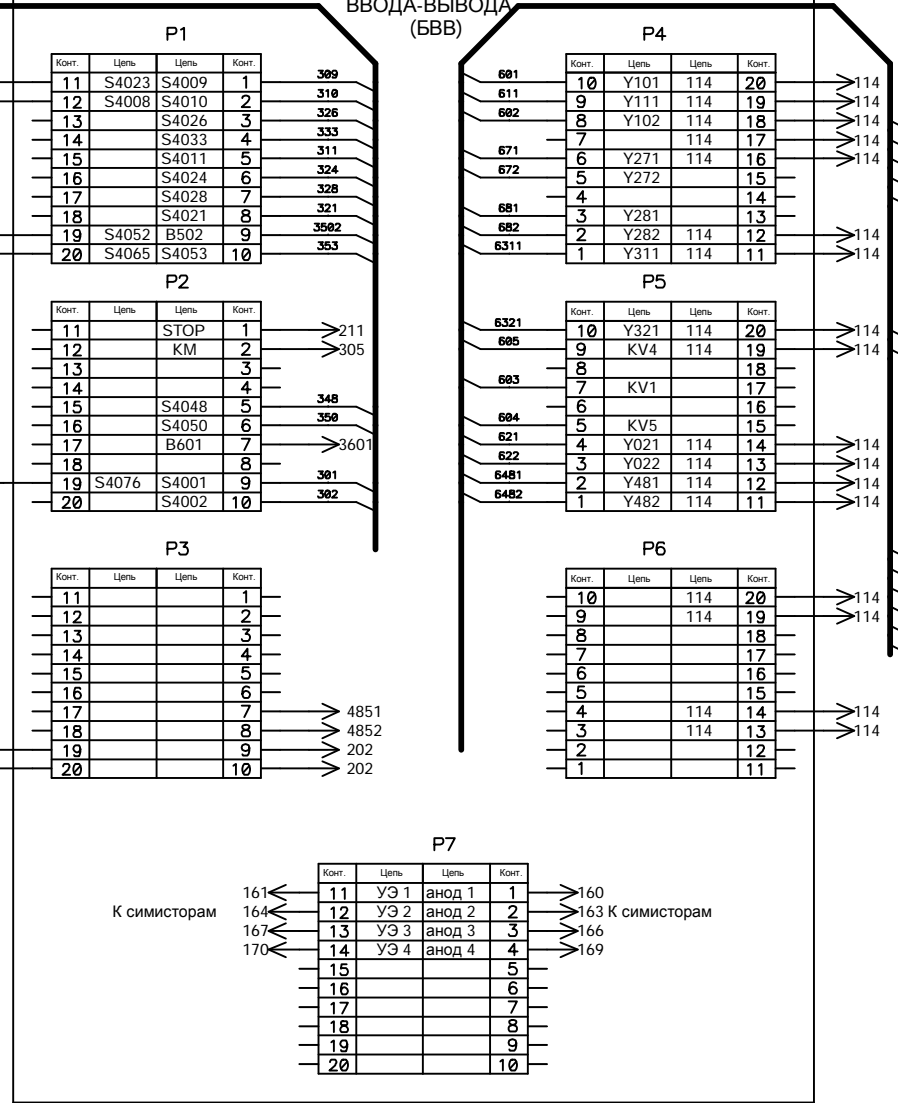 ВВОДА-ВЫВОДА
(БВВ)
P1
Конт. Цепь Цепь Конт.
11 S4023 S4009 1 309
12 S4008 S4010 2 310
13 S4026 3 326
14 S4033 4 333
15 S4011 5 311
16 S4024 6 324
17 S4028 7 328
18 S4021 8 321
19 S4052 B502 9 3502
20 S4065 S4053 10 353
P2
Конт. Цепь Цепь Конт.
11 STOP 1 211
12 KM 2 305
13 3
14 4
15 S4048 5 348
16 S4050 6 350
17 B601 7 3601
18 8
19 S4076 S4001 9 301
20 S4002 10 302
P3
Конт. Цепь Цепь Конт.
11 1
12 2
13 3
14 4
15 5
16 6
17 7 4851
18 8 4852
19 9 202
20 10 202
P4
Конт. Цепь Цепь Конт.
601 10 Y101 114 20 114
611 9 Y111 114 19 114
602 8 Y102 114 18 114
7 114 17 114
671 6 Y271 114 16 114
672 5 Y272 15
4 14
681 3 Y281 13
682 2 Y282 114 12 114
6311 1 Y311 114 11 114
P5
Конт. Цепь Цепь Конт.
6321 10 Y321 114 20 114
605 9 KV4 114 19 114
8 18
603 7 KV1 17
6 16
604 5 KV5 15
621 4 Y021 114 14 114
622 3 Y022 114 13 114
6481 2 Y481 114 12 114
6482 1 Y482 114 11 114
P6
Конт. Цепь Цепь Конт.
10 114 20 114
9 114 19 114
8 18
7 17
6 16
5 15
4 114 14 114
3 114 13 114
2 12
1 11
P7
Конт. Цепь Цепь Конт.
161 11 УЭ 1 анод 1 1 160
К симисторам 164 12 УЭ 2 анод 2 2 163 К симисторам
167 13 УЭ 3 анод 3 3 166
170 14 УЭ 4 анод 4 4 169
15 5
16 6
17 7
18 8
19 9
20 10